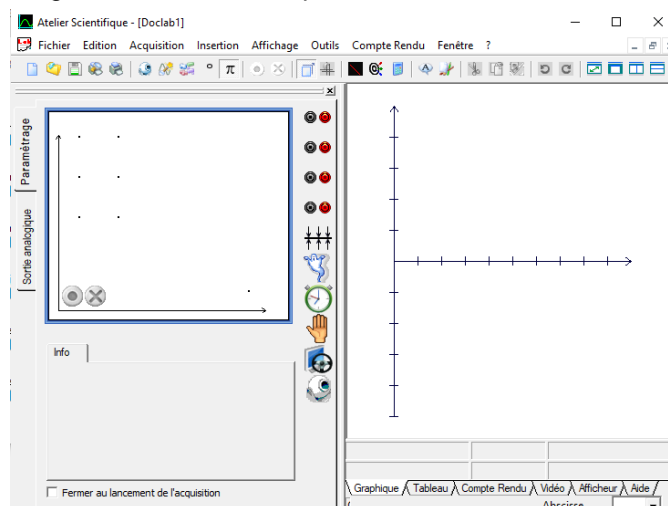 Atelier Scientifique - [Doclab1]
Fichier Edition Acquisition Insertion Affichage Outils Compte Rendu Fenêtre ?
° π
Paramétrage
Sortie analogique
Info
Fermer au lancement de l'acquisition
Graphique Tableau Compte Rendu Vidéo Afficheur Aide
Abscisse